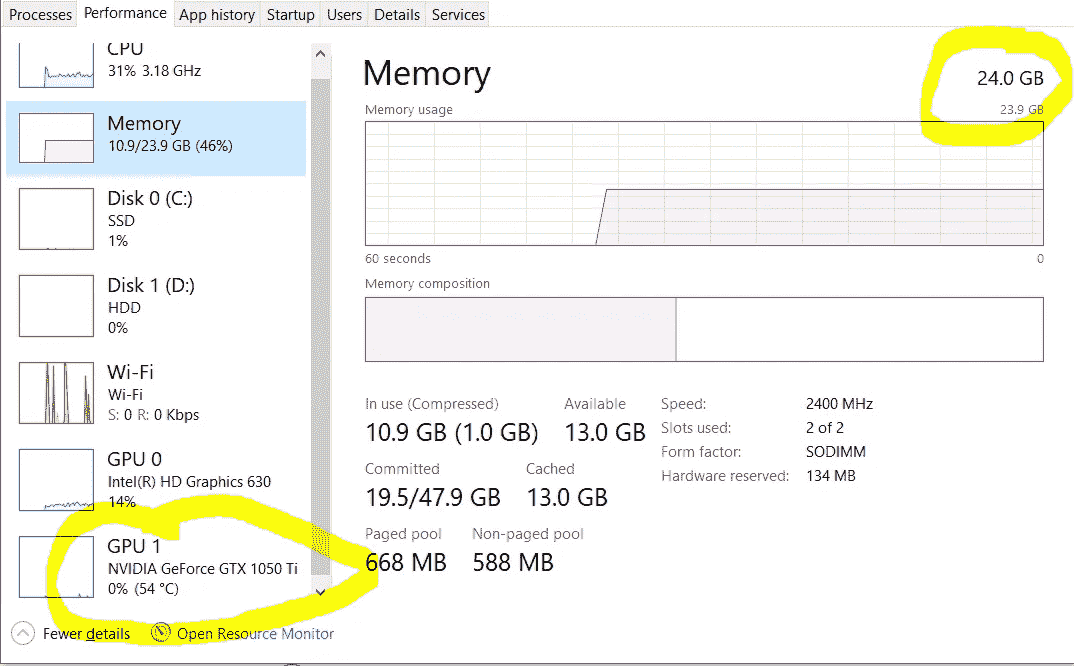 Processes Performance App history Startup Users Details Services
CPU
31% 3.18 GHz
Memory
10.9/23.9 GB (46%)
Disk 0 (C:)
SSD
1%
Disk 1 (D:)
HDD
0%
Wi-Fi
Wi-Fi
S: 0 R: 0 Kbps
GPU 0
Intel(R) HD Graphics 630
14%
GPU 1
NVIDIA GeForce GTX 1050 Ti
0% (54 °C)
Memory 24.0 GB
Memory usage 23.9 GB
60 seconds 0
Memory composition
In use (Compressed) Available
10.9 GB (1.0 GB) 13.0 GB
Committed Cached
19.5/47.9 GB 13.0 GB
Paged pool Non-paged pool
668 MB 588 MB
Speed: 2400 MHz
Slots used: 2 of 2
Form factor: SODIMM
Hardware reserved: 134 MB
Fewer details Open Resource Monitor